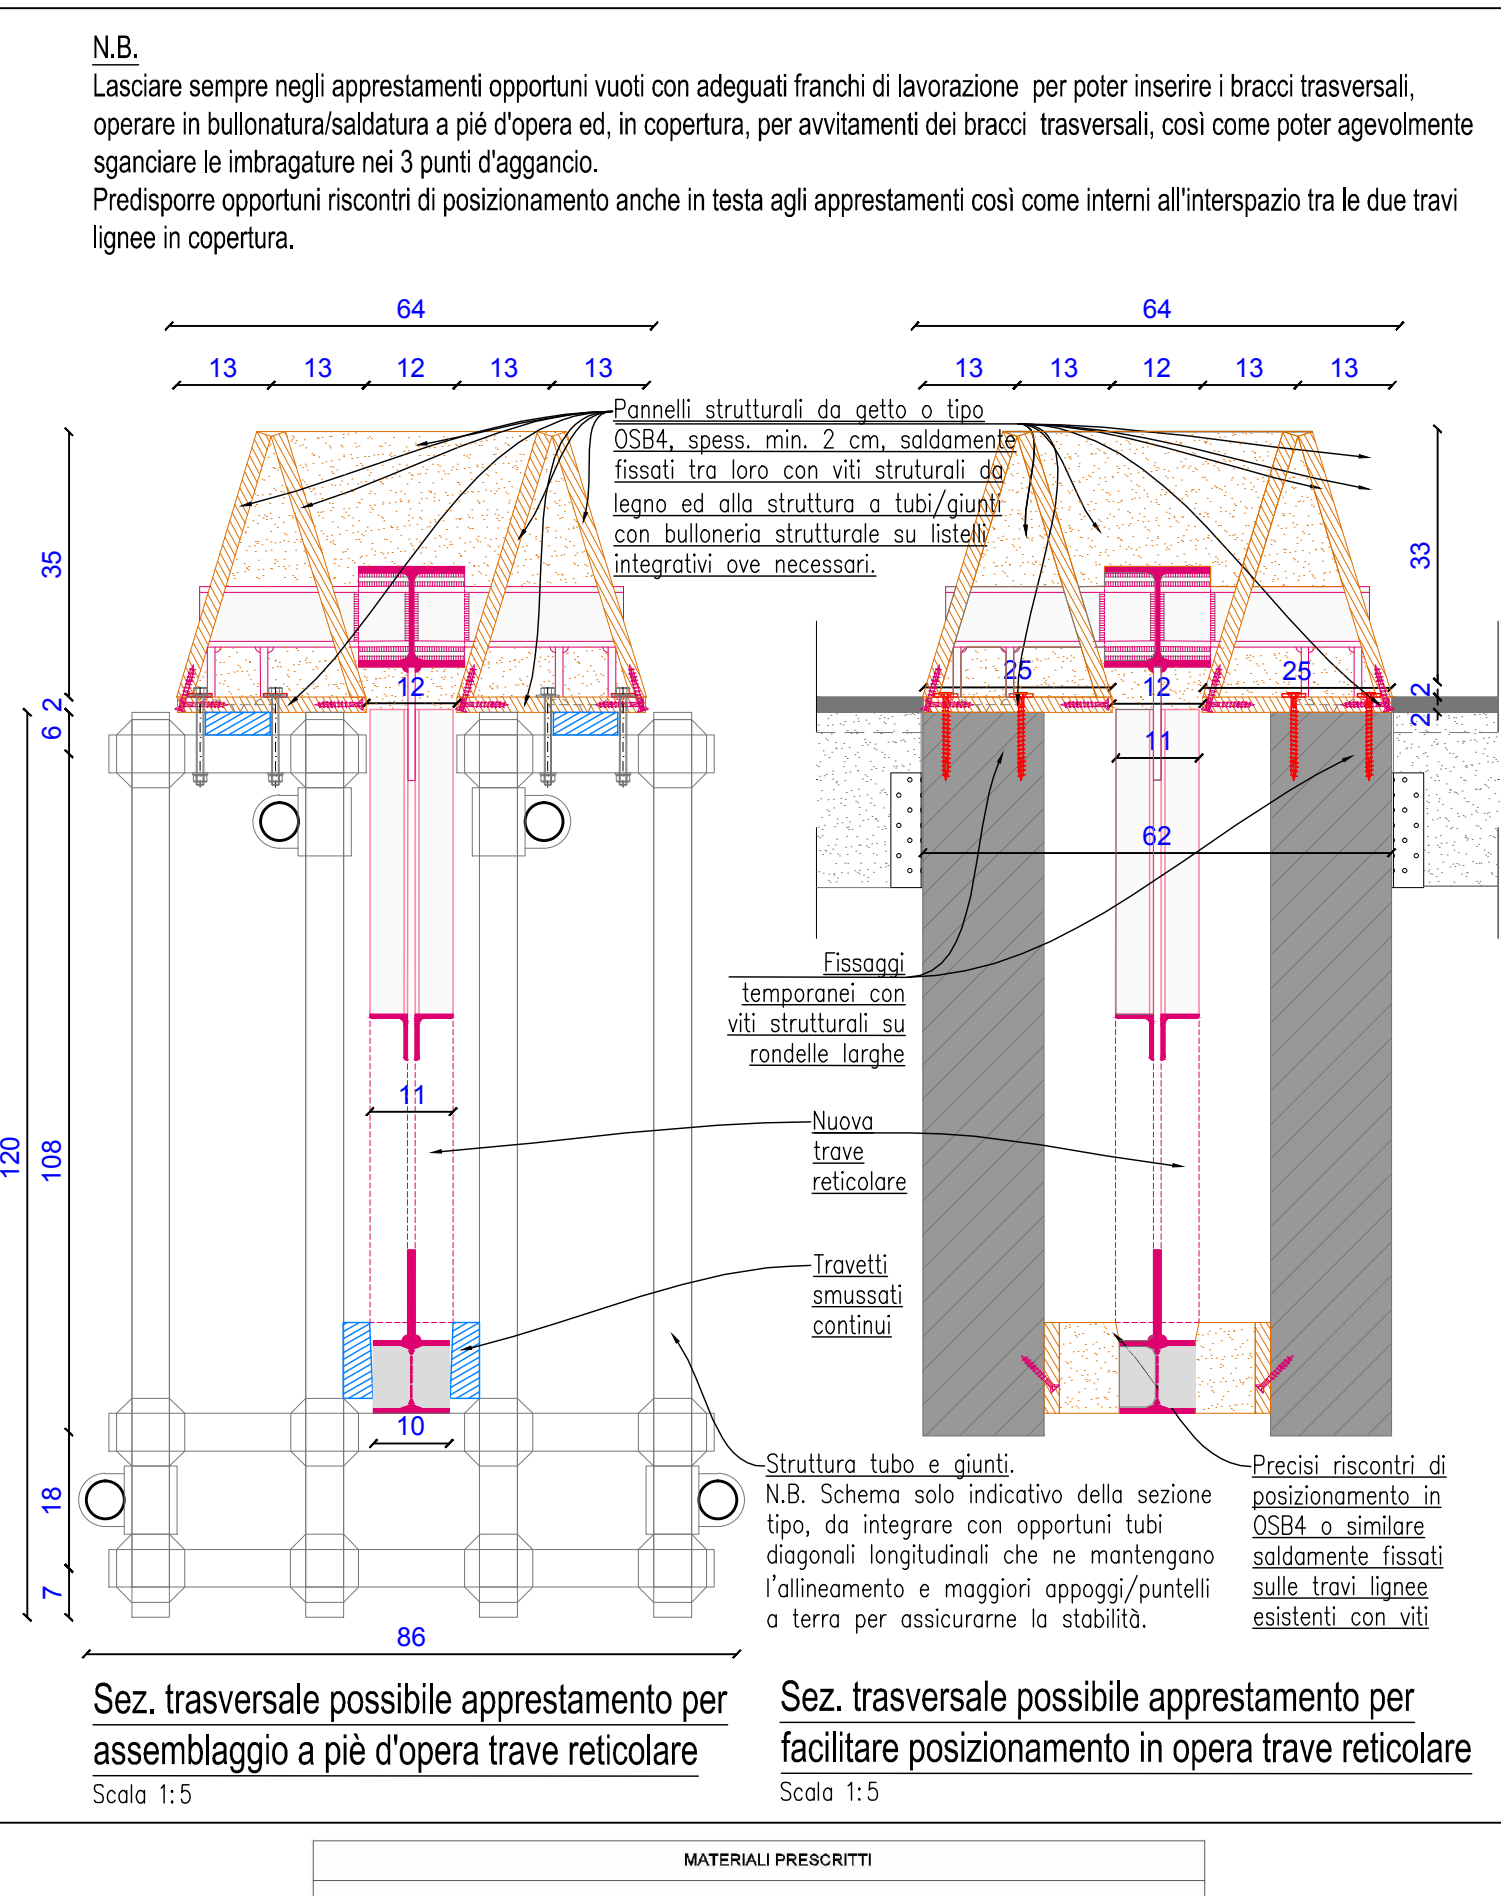 N.B.
Lasciare sempre negli apprestamenti opportuni vuoti con adeguati franchi di lavorazione per poter inserire i bracci trasversali,
operare in bullonatura/saldatura a pié d'opera ed, in copertura, per avvitamenti dei bracci trasversali, così come poter agevolmente
sganciare le imbragature nei 3 punti d'aggancio.
Predisporre opportuni riscontri di posizionamento anche in testa agli apprestamenti così come interni all'interspazio tra le due travi
lignee in copertura.
64
64
13 13 12 13 13
13 13 12 13 13
Pannelli strutturali da getto o tipo
OSB4, spess. min. 2 cm, saldamente
fissati tra loro con viti struturali da
legno ed alla struttura a tubi/giunti
con bulloneria strutturale su listelli
integrativi ove necessari.
35
33
12
25 12 25
2
2
6
2
11
62
Fissaggi
temporanei con
viti strutturali su
rondelle larghe
11
Nuova
trave
reticolare
120
108
Travetti
smussati
continui
10
18
7
Struttura tubo e giunti.
N.B. Schema solo indicativo della sezione
tipo, da integrare con opportuni tubi
diagonali longitudinali che ne mantengano
l'allineamento e maggiori appoggi/puntelli
a terra per assicurarne la stabilità.
Precisi riscontri di
posizionamento in
OSB4 o similare
saldamente fissati
sulle travi lignee
esistenti con viti
86
Sez. trasversale possibile apprestamento per
assemblaggio a piè d'opera trave reticolare
Scala 1:5
Sez. trasversale possibile apprestamento per
facilitare posizionamento in opera trave reticolare
Scala 1:5
MATERIALI PRESCRITTI